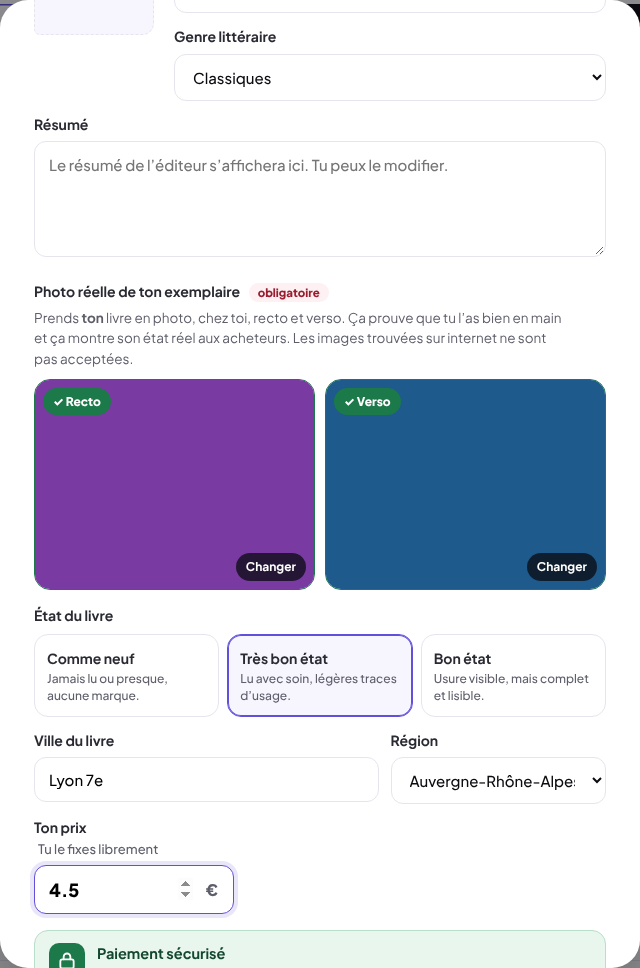 Genre littéraire
Classiques
Résumé
Le résumé de l'éditeur s'affichera ici. Tu peux le modifier.
Photo réelle de ton exemplaire obligatoire
Prends ton livre en photo, chez toi, recto et verso. Ça prouve que tu l'as bien en main
et ça montre son état réel aux acheteurs. Les images trouvées sur internet ne sont
pas acceptées.
✓ Recto
✓ Verso
Changer
Changer
État du livre
Comme neuf
Jamais lu ou presque,
aucune marque.
Très bon état
Lu avec soin, légères traces
d'usage.
Bon état
Usure visible, mais complet
et lisible.
Ville du livre
Région
Lyon 7e
Auvergne-Rhône-Alpes
Ton prix
Tu le fixes librement
4.5 €
Paiement sécurisé